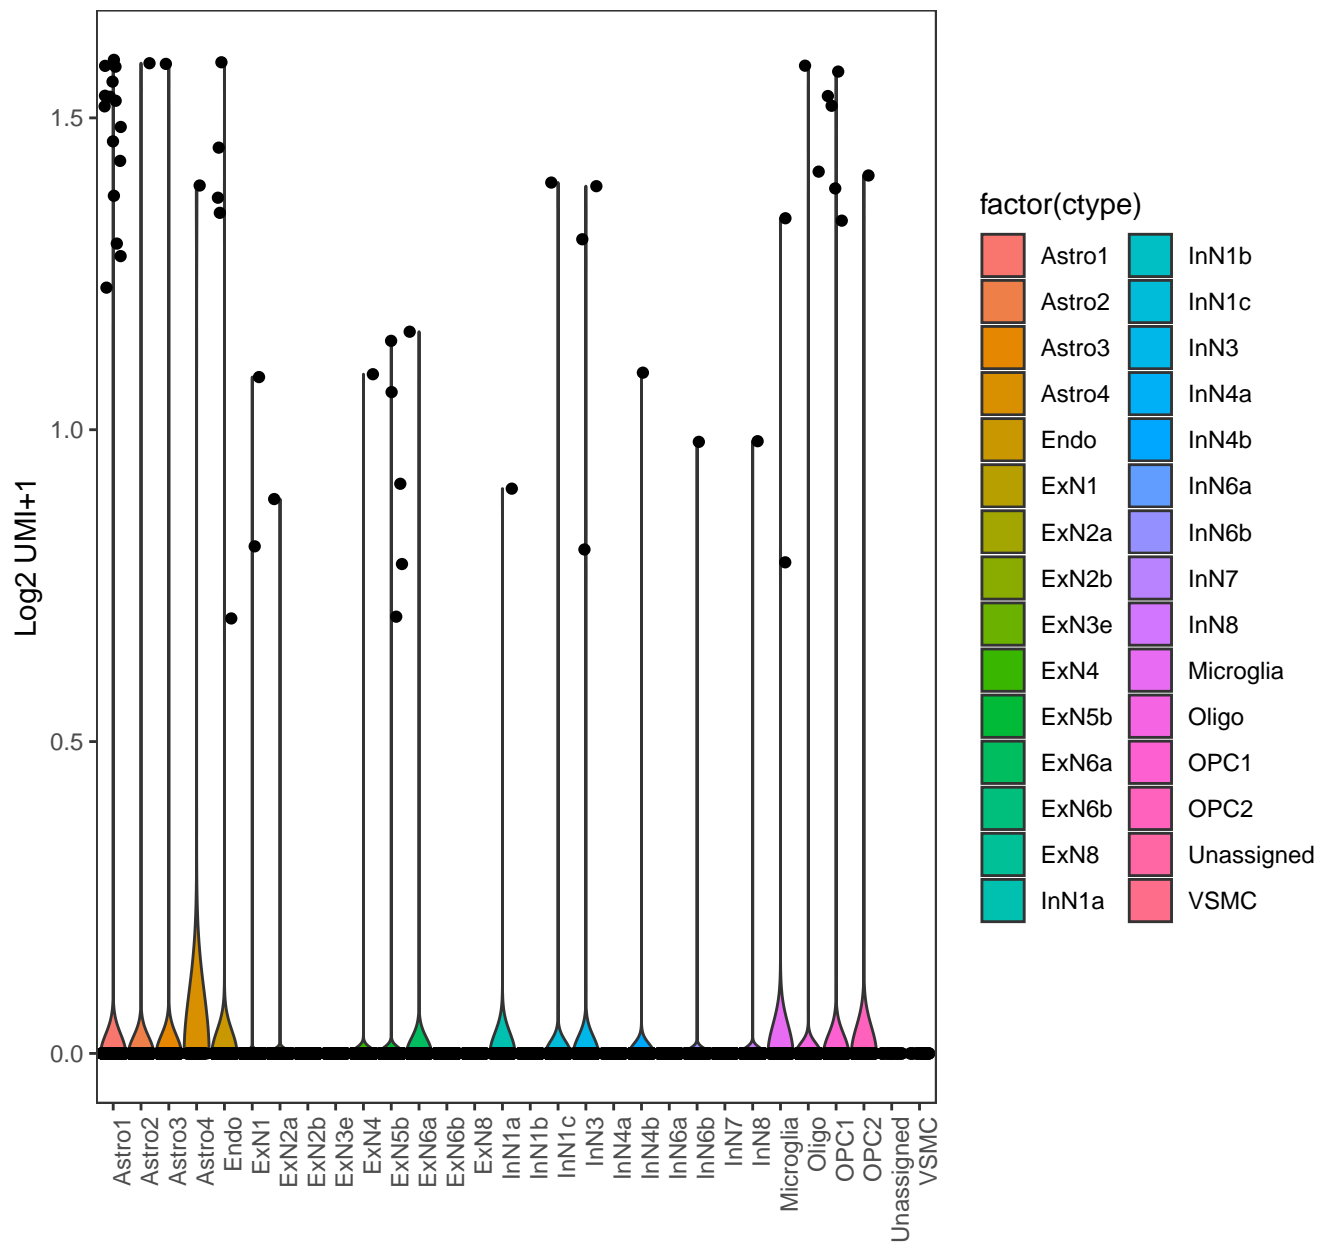 Log2 UMI+1
1.5
1.0
0.5
0.0
Astro1
Astro2
Astro3
Astro4
Endo
ExN1
ExN2a
ExN2b
ExN3e
ExN4
ExN5b
ExN6a
ExN6b
ExN8
InN1a
InN1b
InN1c
InN3
InN4a
InN4b
InN6a
InN6b
InN7
InN8
Microglia
Oligo
OPC1
OPC2
Unassigned
VSMC
factor(ctype)
Astro1
Astro2
Astro3
Astro4
Endo
ExN1
ExN2a
ExN2b
ExN3e
ExN4
ExN5b
ExN6a
ExN6b
ExN8
InN1a
InN1b
InN1c
InN3
InN4a
InN4b
InN6a
InN6b
InN7
InN8
Microglia
Oligo
OPC1
OPC2
Unassigned
VSMC